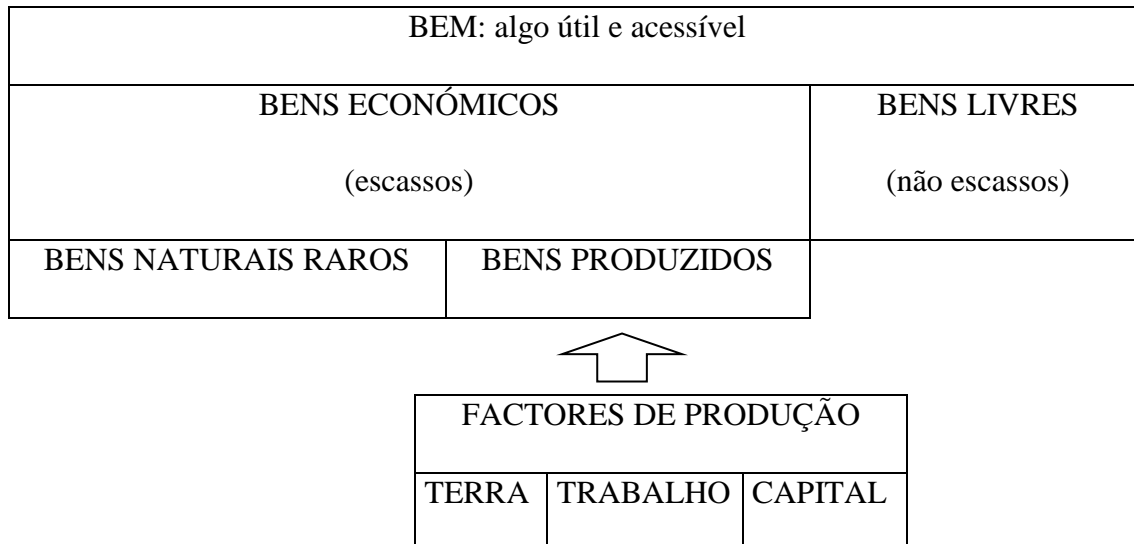 BEM: algo útil e acessível
BENS ECONÓMICOS
(escassos)
BENS LIVRES
(não escassos)
BENS NATURAIS RAROS
BENS PRODUZIDOS
FACTORES DE PRODUÇÃO
TERRA
TRABALHO
CAPITAL